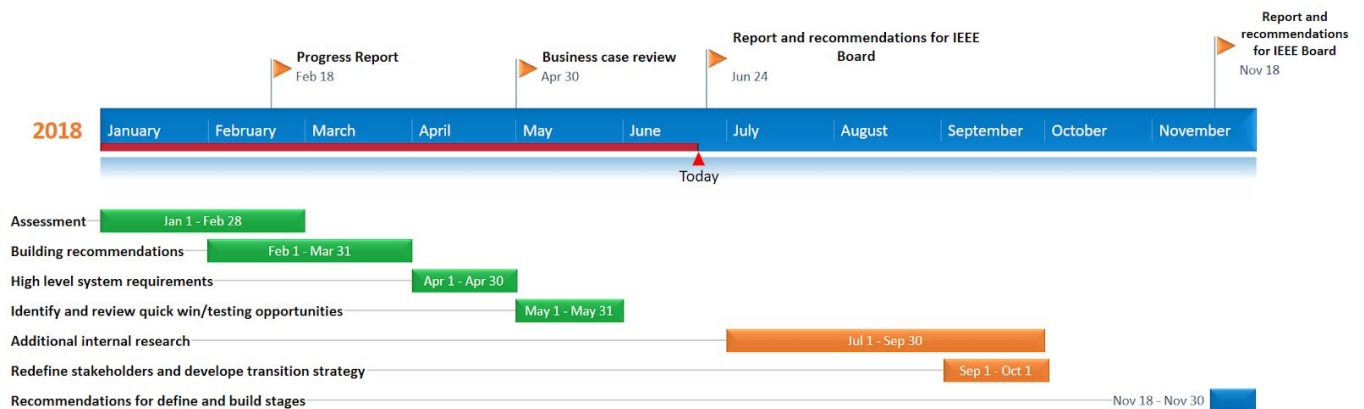 Report and
recommendations
for IEEE Board
Nov 18
Report and recommendations for IEEE
Board
Jun 24
Progress Report
Feb 18
Business case review
Apr 30
2018
January February March April May June July August September October November
Today
Assessment Jan 1 - Feb 28
Building recommendations Feb 1 - Mar 31
High level system requirements Apr 1 - Apr 30
Identify and review quick win/testing opportunities May 1 - May 31
Additional internal research Jul 1 - Sep 30
Redefine stakeholders and develope transition strategy Sep 1 - Oct 1
Recommendations for define and build stages Nov 18 - Nov 30